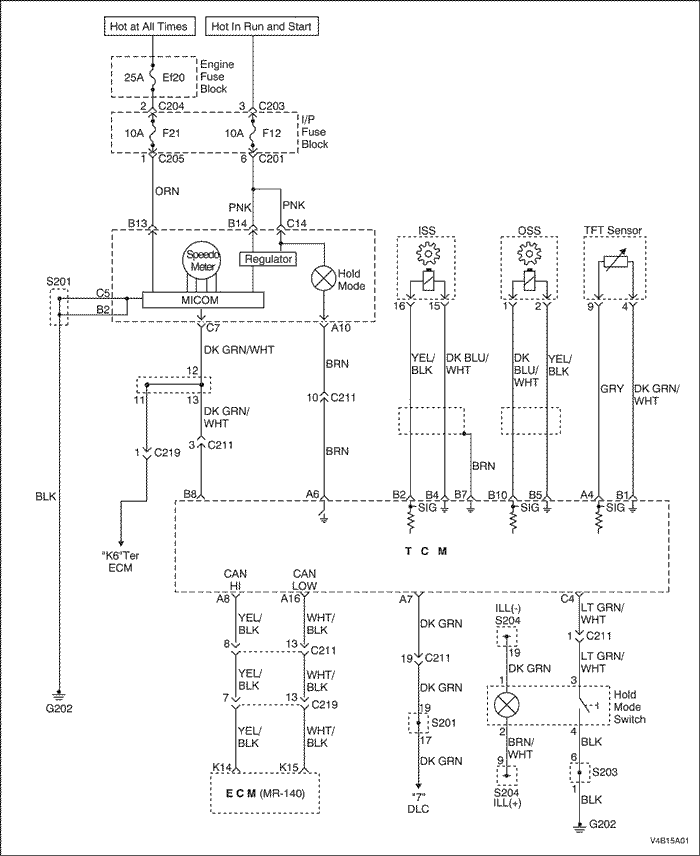 Hot at All Times
Hot In Run and Start
25A Ef20
Engine
Fuse
Block
2 C204
3 C203
10A F21
10A F12
I/P
Fuse
Block
1 C205
6 C201
ORN
PNK
PNK
B13
B14
C14
ISS
OSS
TFT Sensor
Speedo
Meter
Regulator
Hold
Mode
MICOM
S201
C5
B2
C7
A10
16
15
1
2
9
4
DK GRN/WHT
BRN
YEL/
BLK
DK BLU/
WHT
DK
BLU/
WHT
YEL/
BLK
GRY
DK GRN/
WHT
12
11
13
DK GRN/
WHT
10 C211
1 C219
3 C211
BRN
BRN
BLK
B8
A6
B2
B4
B7
B10
B5
A4
B1
SIG
SIG
SIG
"K6"Ter
ECM
T C M
CAN
HI
CAN
LOW
A8
A16
A7
C4
YEL/
BLK
WHT/
BLK
DK GRN
ILL(-)
S204
LT GRN/
WHT
8
13
C211
19 C211
19
1 C211
DK GRN
LT GRN/
WHT
YEL/
BLK
WHT/
BLK
DK GRN
1
3
7
13
C219
19
S201
17
Hold
Mode
Switch
2
4
YEL/
BLK
WHT/
BLK
DK GRN
BRN/
WHT
BLK
9
6
S203
1
S204
ILL(+)
BLK
G202
K14
K15
ECM (MR-140)
"7"
DLC
G202
V4B15A01